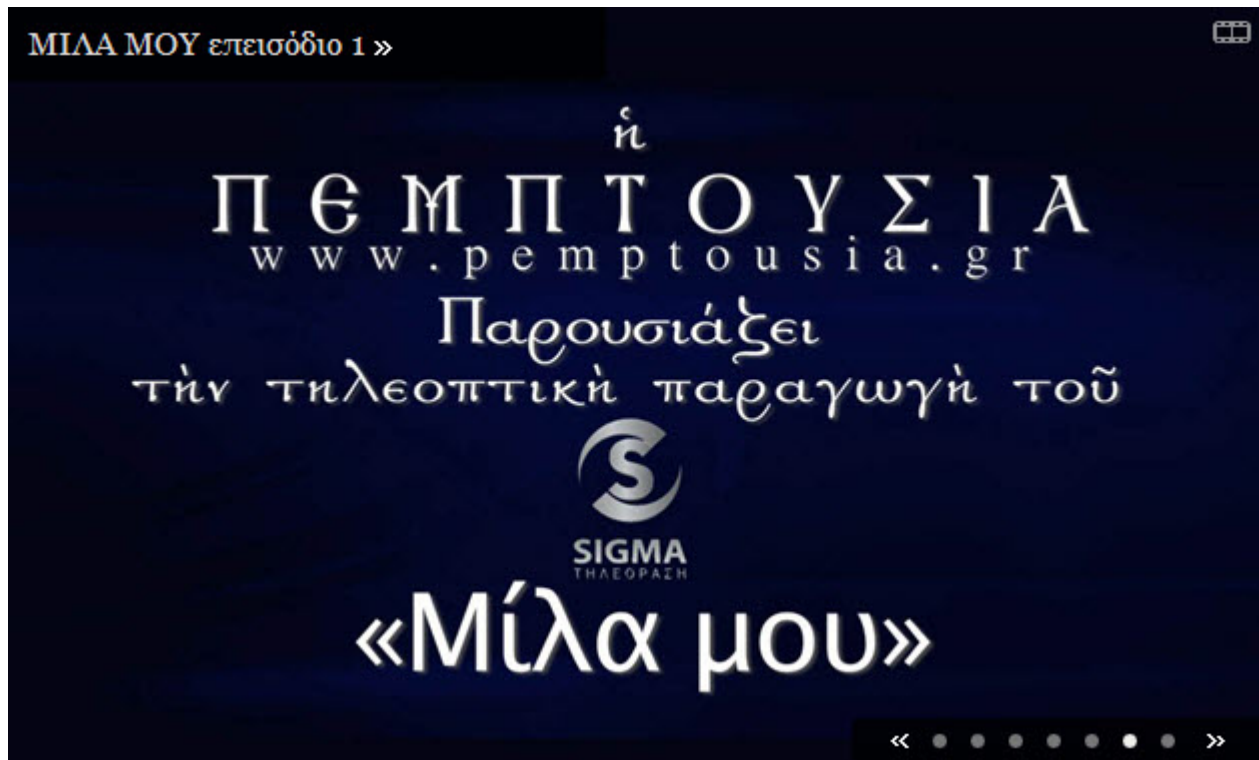 ΜΙΛΑ ΜΟΥ επεισόδιο 1 »
ἡ
ΠΕΜΠΤΟΥΣΙΑ
www.pemptousia.gr
Παρουσιάζει
τὴν τηλεοπτικὴ παραγωγὴ τοῦ
S
SIGMA
ΤΗΛΕΟΡΑΣΗ
«Μίλα μου»